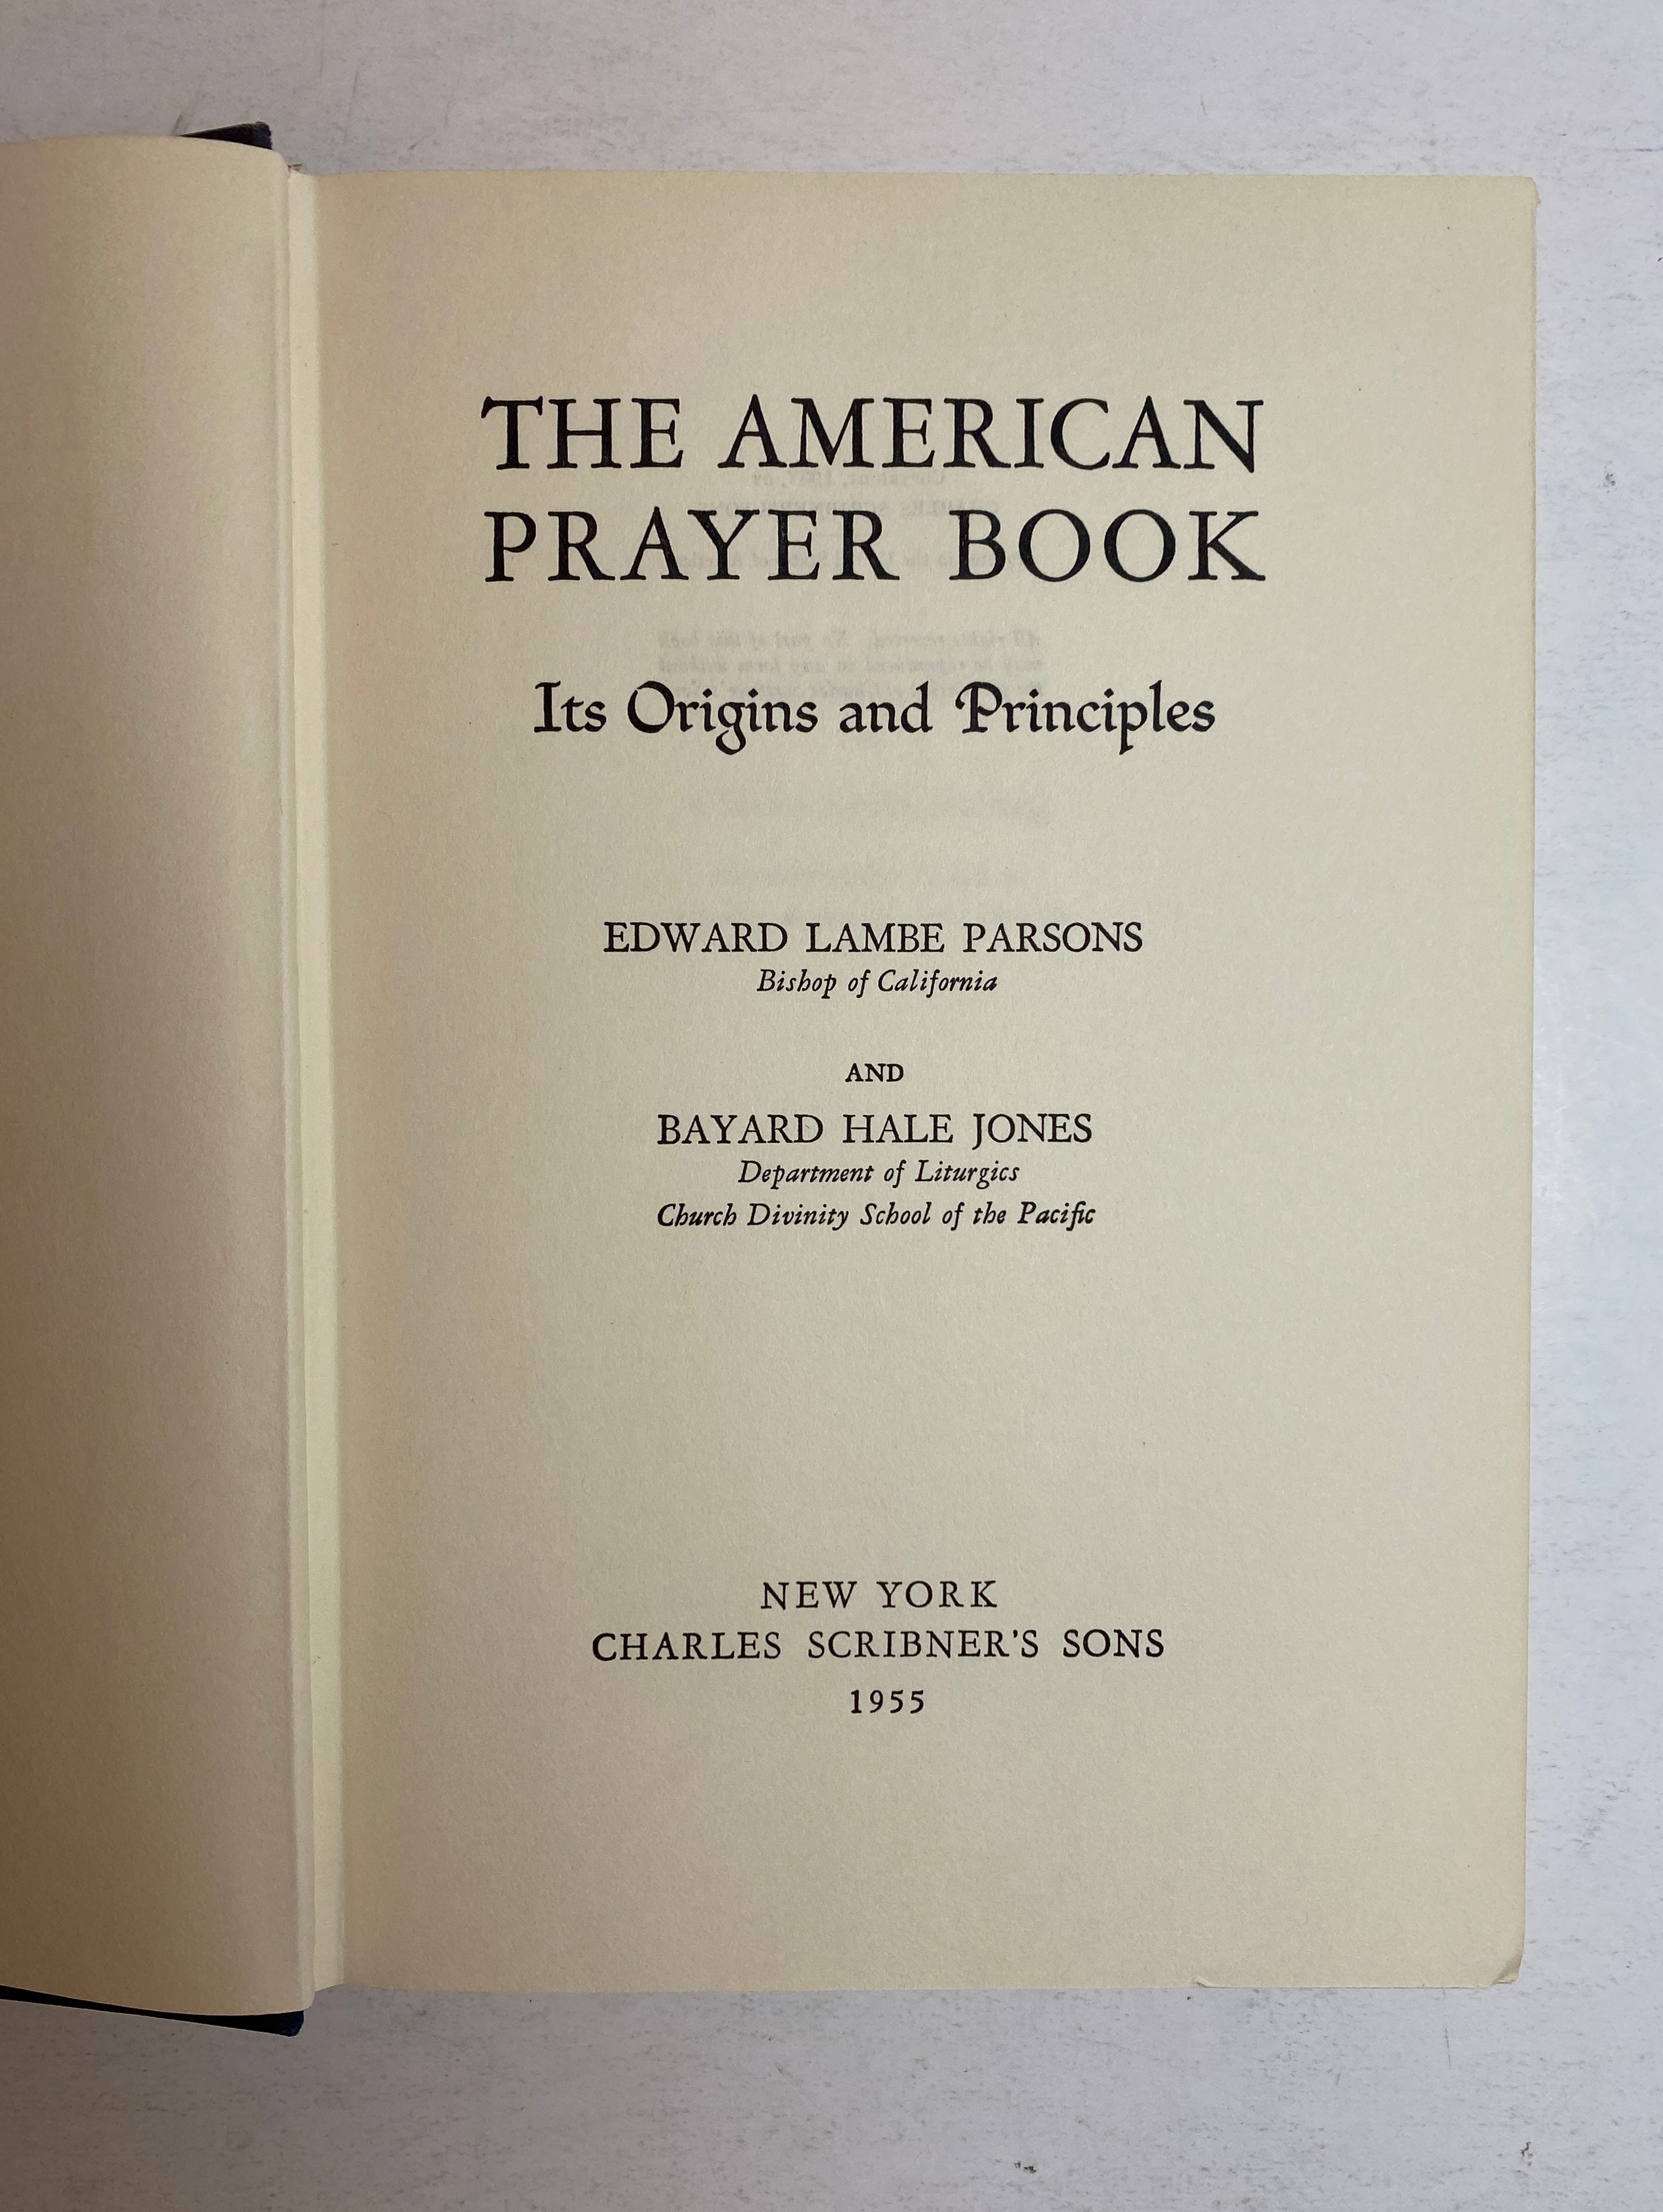 THE AMERICAN
PRAYER BOOK
Its Origins and Principles
EDWARD LAMBE PARSONS
Bishop of California
AND
BAYARD HALE JONES
Department of Liturgics
Church Divinity School of the Pacific
NEW YORK
CHARLES SCRIBNER'S SONS
1955